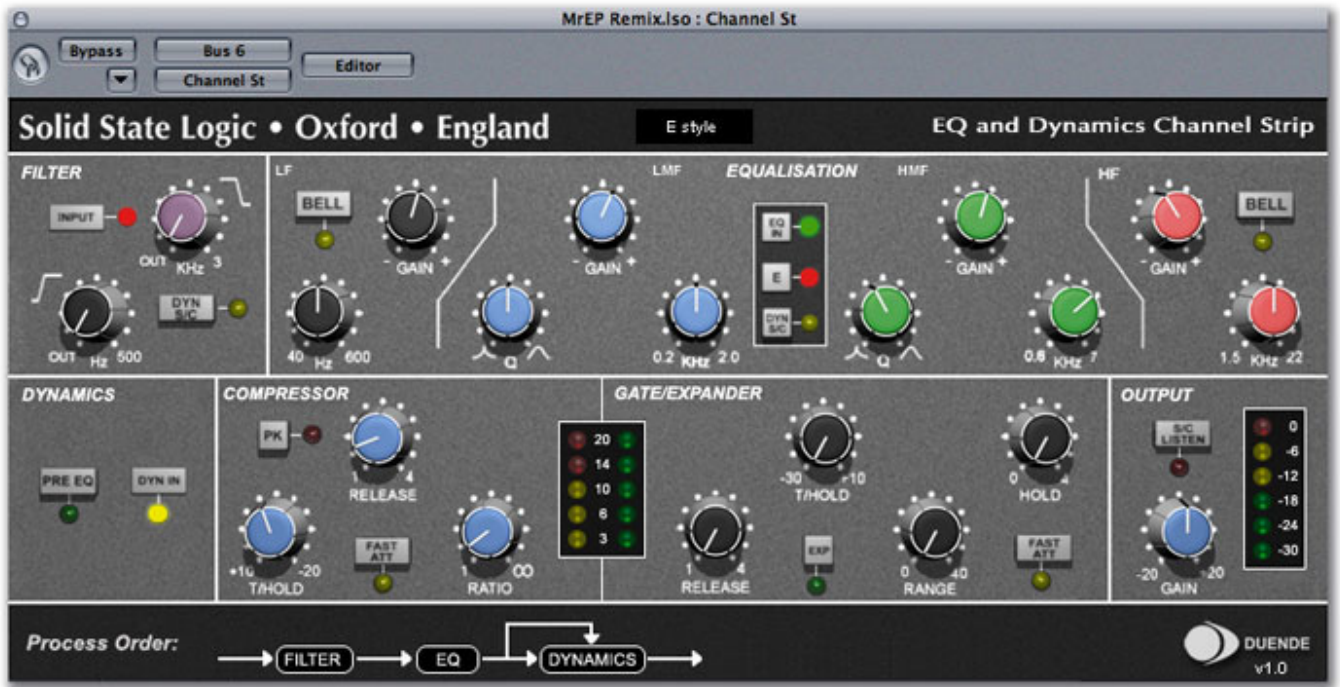 MrEP Remix.lso : Channel St
Bypass
Bus 6
Channel St
Editor
Solid State Logic • Oxford • England
E style
EQ and Dynamics Channel Strip
FILTER
INPUT
OUT KHz 3
DYN S/C
OUT Hz 500
LF
BELL
- GAIN +
40 Hz 600
LMF
- GAIN +
Q
0.2 KHz 2.0
EQUALISATION
EQ IN
E
DYN S/C
HMF
- GAIN +
Q
0.6 KHz 7
HF
- GAIN +
BELL
1.5 KHz 22
DYNAMICS
PRE EQ
DYN IN
COMPRESSOR
PK
1 4
RELEASE
+10 -20
T/HOLD
FAST ATT
1 ∞
RATIO
20
14
10
6
3
GATE/EXPANDER
-30 +10
T/HOLD
0 4
HOLD
1 4
RELEASE
EXP
0 40
RANGE
FAST ATT
OUTPUT
S/C LISTEN
-20 20
GAIN
0
-6
-12
-18
-24
-30
Process Order:
FILTER
EQ
DYNAMICS
DUENDE
v1.0